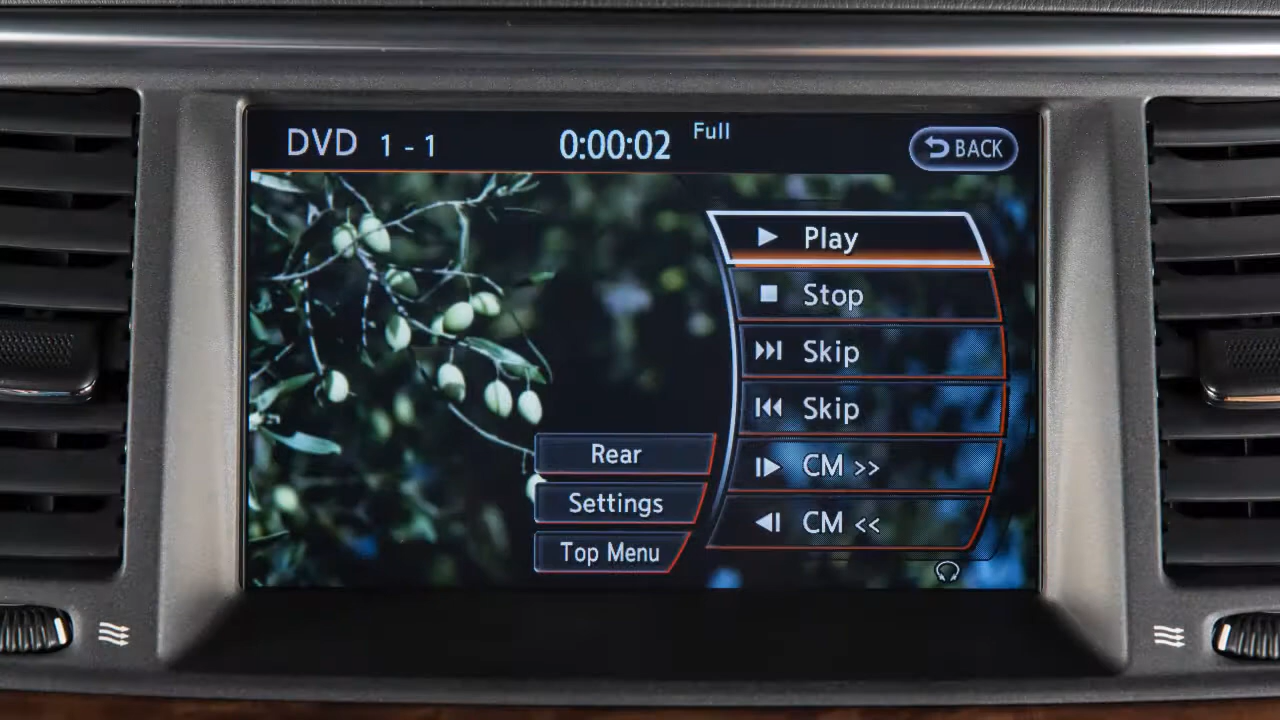 DVD 1 - 1 0:00:02 Full BACK
Play
Stop
Skip
Skip
CM >>
CM <<
Rear
Settings
Top Menu